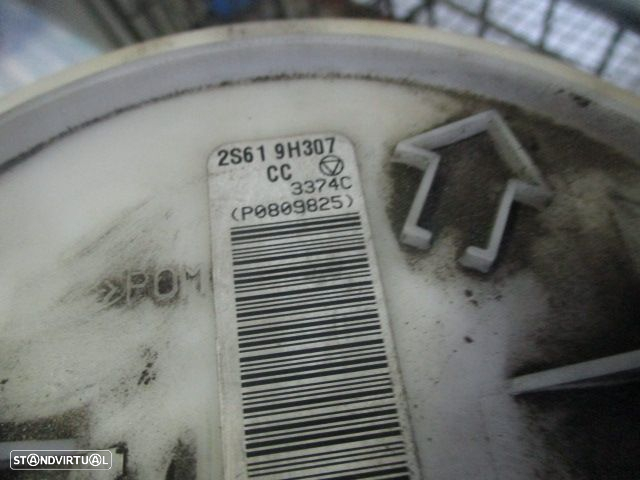 2S61 9H307
CC
3374C
(P0809825)
>POM
STANDVIRTUAL